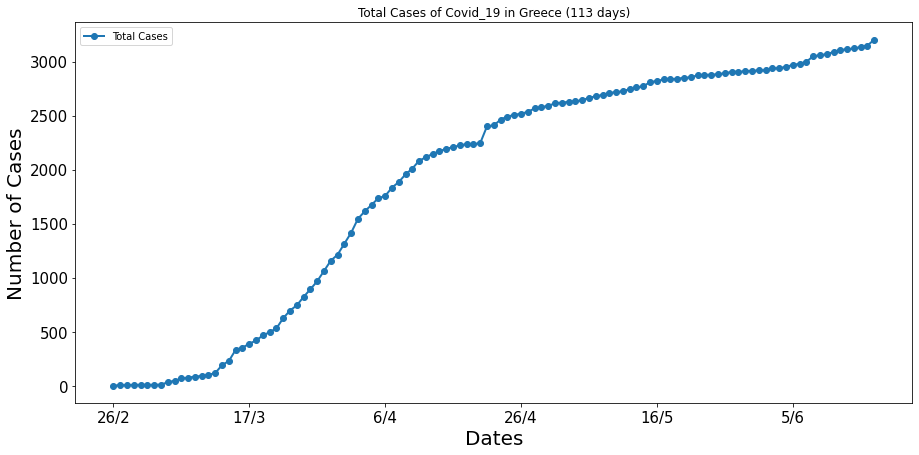 Total Cases of Covid_19 in Greece (113 days)
Total Cases
Number of Cases
3000
2500
2000
1500
1000
500
0
26/2 17/3 6/4 26/4 16/5 5/6
Dates